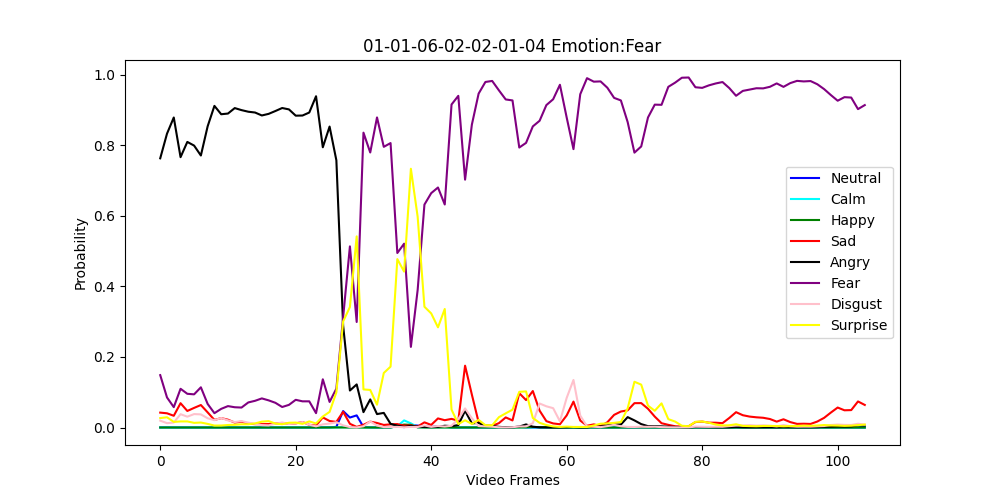 01-01-06-02-02-01-04 Emotion:Fear
1.0
0.8
0.6
0.4
0.2
0.0
Probability
0 20 40 60 80 100
Video Frames
Neutral
Calm
Happy
Sad
Angry
Fear
Disgust
Surprise